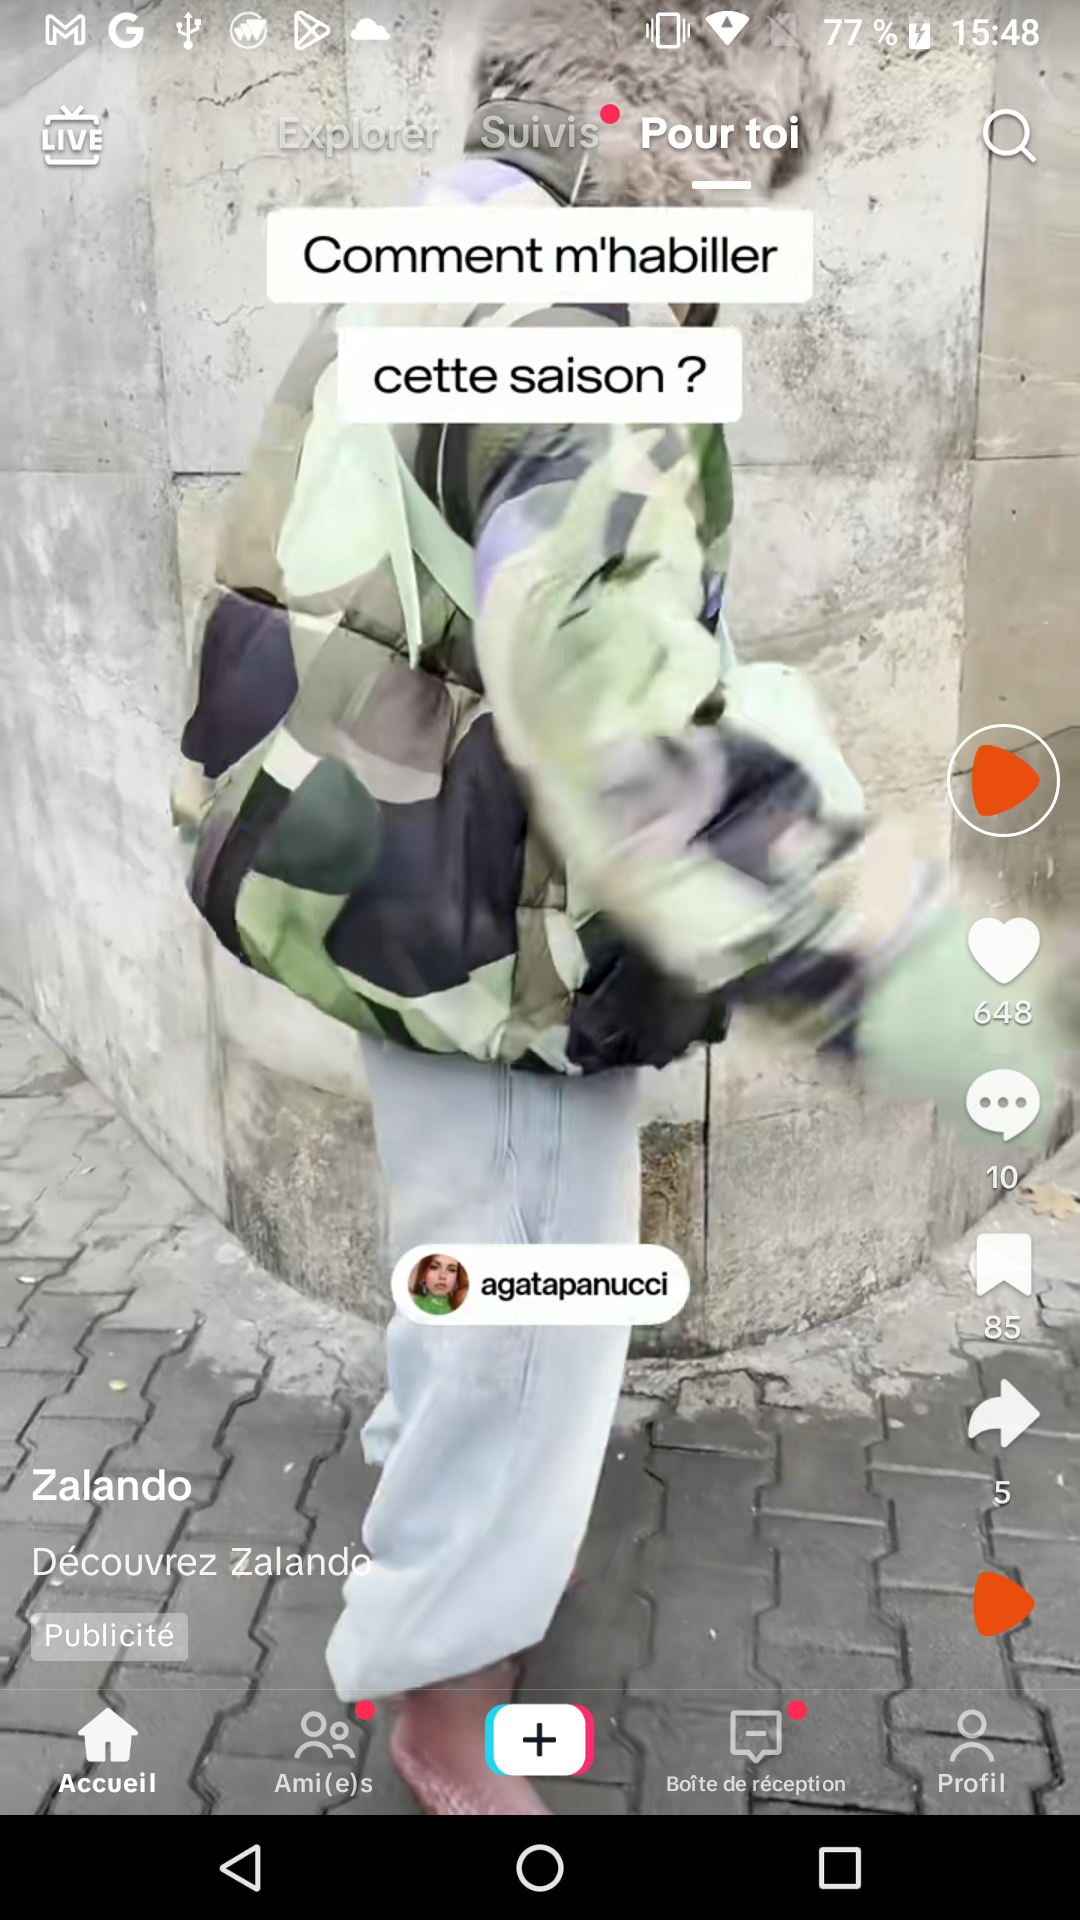 77 % 15:48
LIVE Explorer Suivis Pour toi
Comment m'habiller
cette saison ?
648
10
agatapanucci
85
Zalando
5
Découvrez Zalando
Publicité
Accueil Ami(e)s Boîte de réception Profil